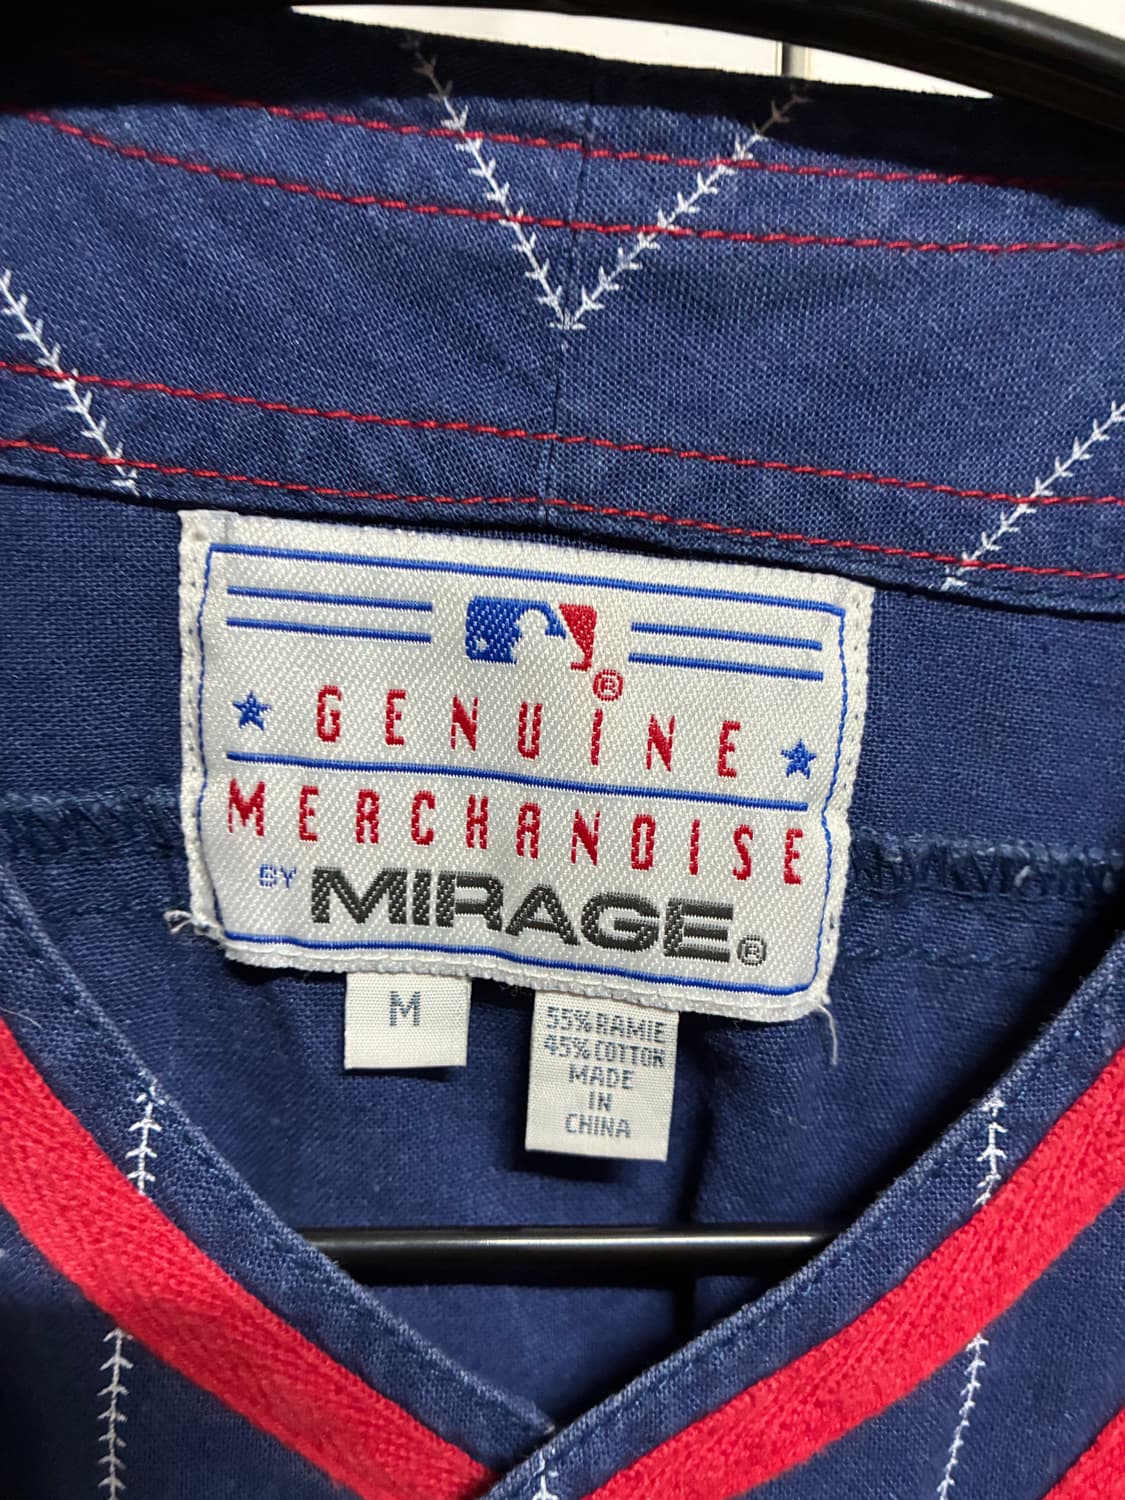 ®
GENUINE
MERCHANDISE
BY MIRAGE®
M
55% RAMIE
45% COTTON
MADE
IN
CHINA